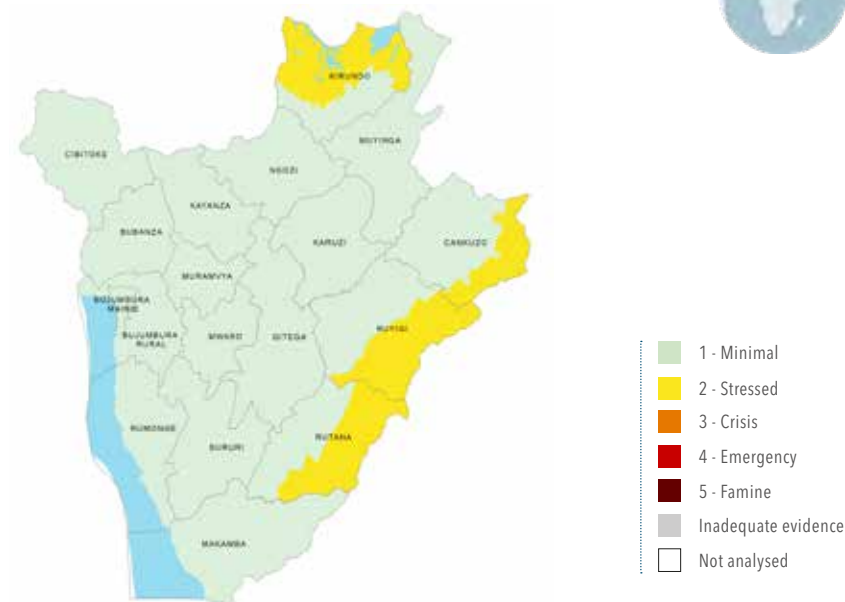 KIRUNDO
MUYINGA
CIBITOKE
NGOZI
KAYANZA
BUBANZA
KARUZI
CANKUZO
MURAMVYA
BUJUMBURA
MAIRIE
RUYIGI
BUJUMBURA
RURAL
MWARO
GITEGA
RUMONGE
RUTANA
BURURI
MAKAMBA
1 - Minimal
2 - Stressed
3 - Crisis
4 - Emergency
5 - Famine
Inadequate evidence
Not analysed